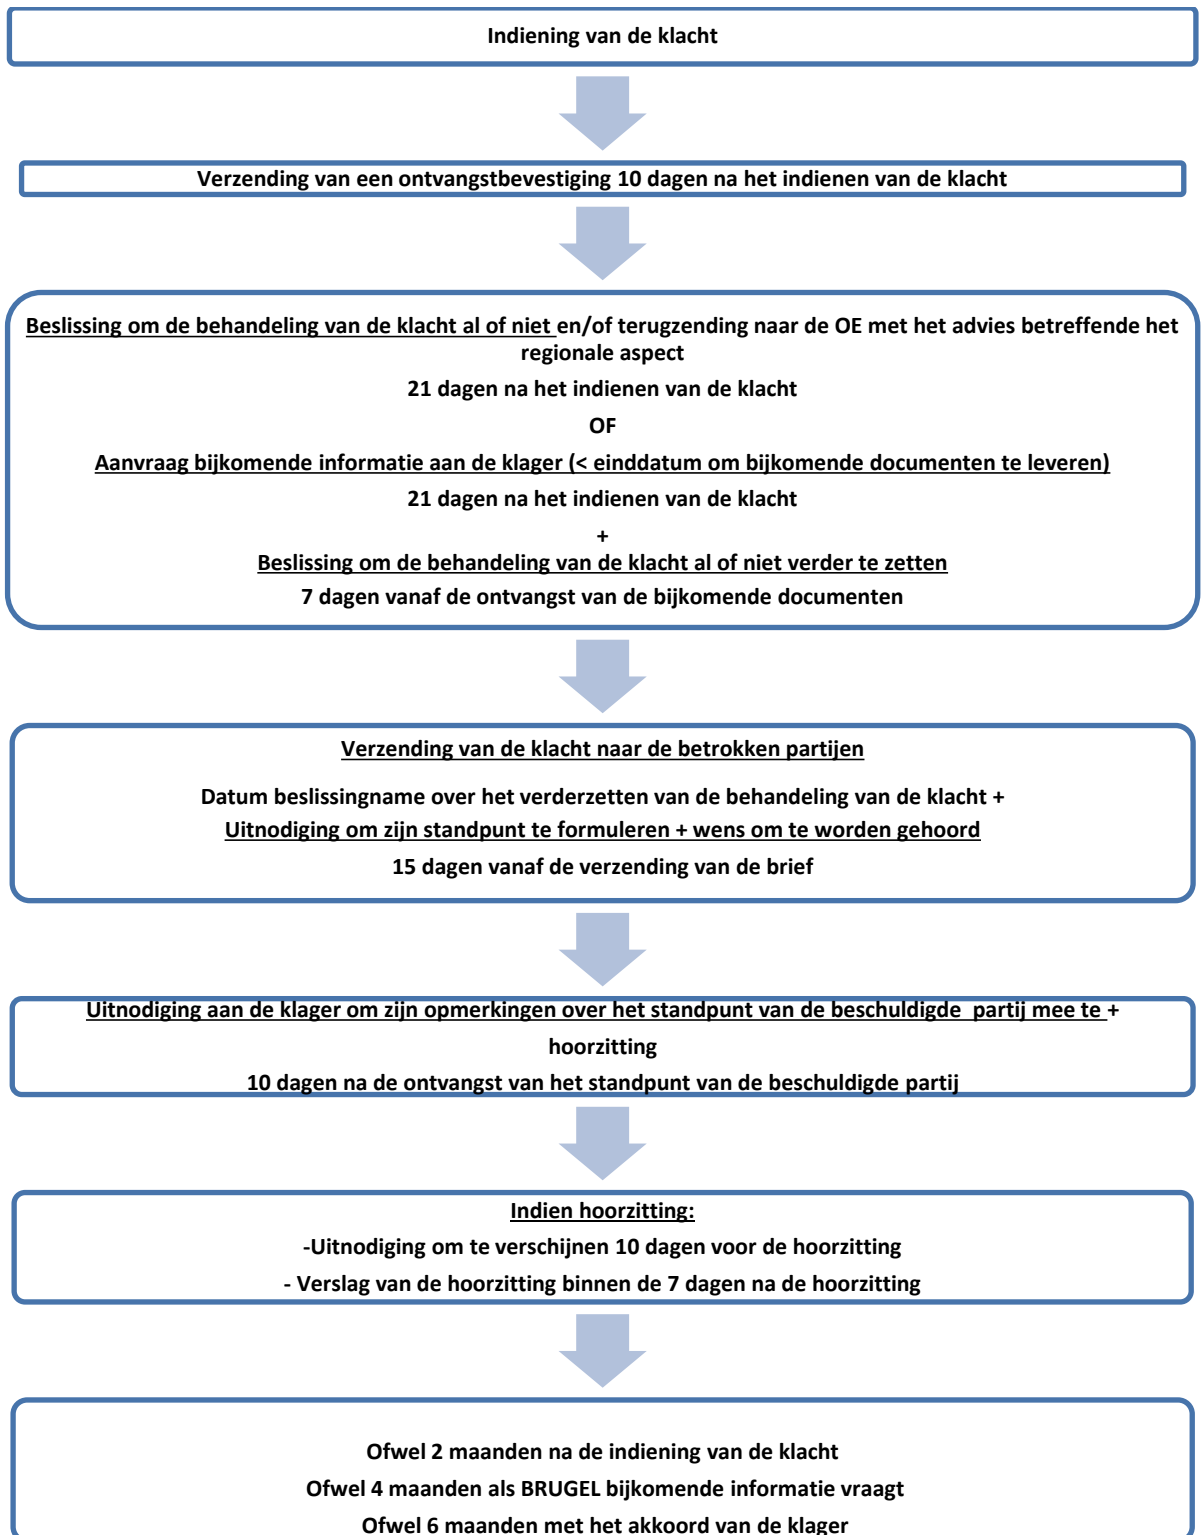 Indiening van de klacht
Verzending van een ontvangstbevestiging 10 dagen na het indienen van de klacht
Beslissing om de behandeling van de klacht al of niet en/of terugzending naar de OE met het advies betreffende het
regionale aspect
21 dagen na het indienen van de klacht
OF
Aanvraag bijkomende informatie aan de klager (< einddatum om bijkomende documenten te leveren)
21 dagen na het indienen van de klacht
+
Beslissing om de behandeling van de klacht al of niet verder te zetten
7 dagen vanaf de ontvangst van de bijkomende documenten
Verzending van de klacht naar de betrokken partijen
Datum beslissingname over het verderzetten van de behandeling van de klacht +
Uitnodiging om zijn standpunt te formuleren + wens om te worden gehoord
15 dagen vanaf de verzending van de brief
Uitnodiging aan de klager om zijn opmerkingen over het standpunt van de beschuldigde partij mee te +
hoorzitting
10 dagen na de ontvangst van het standpunt van de beschuldigde partij
Indien hoorzitting:
-Uitnodiging om te verschijnen 10 dagen voor de hoorzitting
- Verslag van de hoorzitting binnen de 7 dagen na de hoorzitting
Ofwel 2 maanden na de indiening van de klacht
Ofwel 4 maanden als BRUGEL bijkomende informatie vraagt
Ofwel 6 maanden met het akkoord van de klager